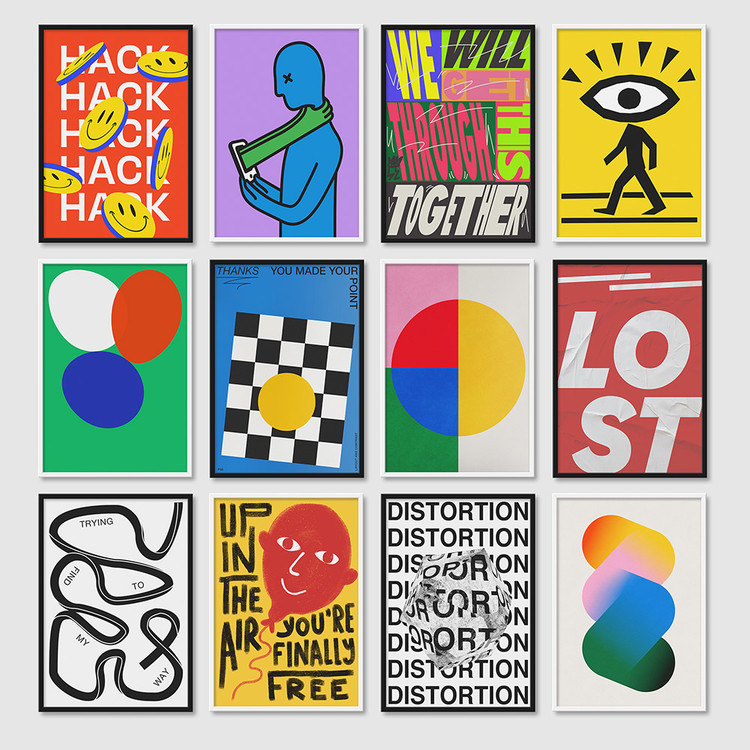 HACK
HACK
HACK
HACK
HACK
WE WILL
GET
THROUGH
THIS
TOGETHER
THANKS YOU MADE YOUR
POINT
LO
ST
TRYING
TO
FIND
MY
WAY
UP
IN
THE
AIR
YOU'RE
FINALLY
FREE
DISTORTION
DISTORTION
DISTORTION
DISTORTION
DISTORTION
DISTORTION
DISTORTION
DISTORTION